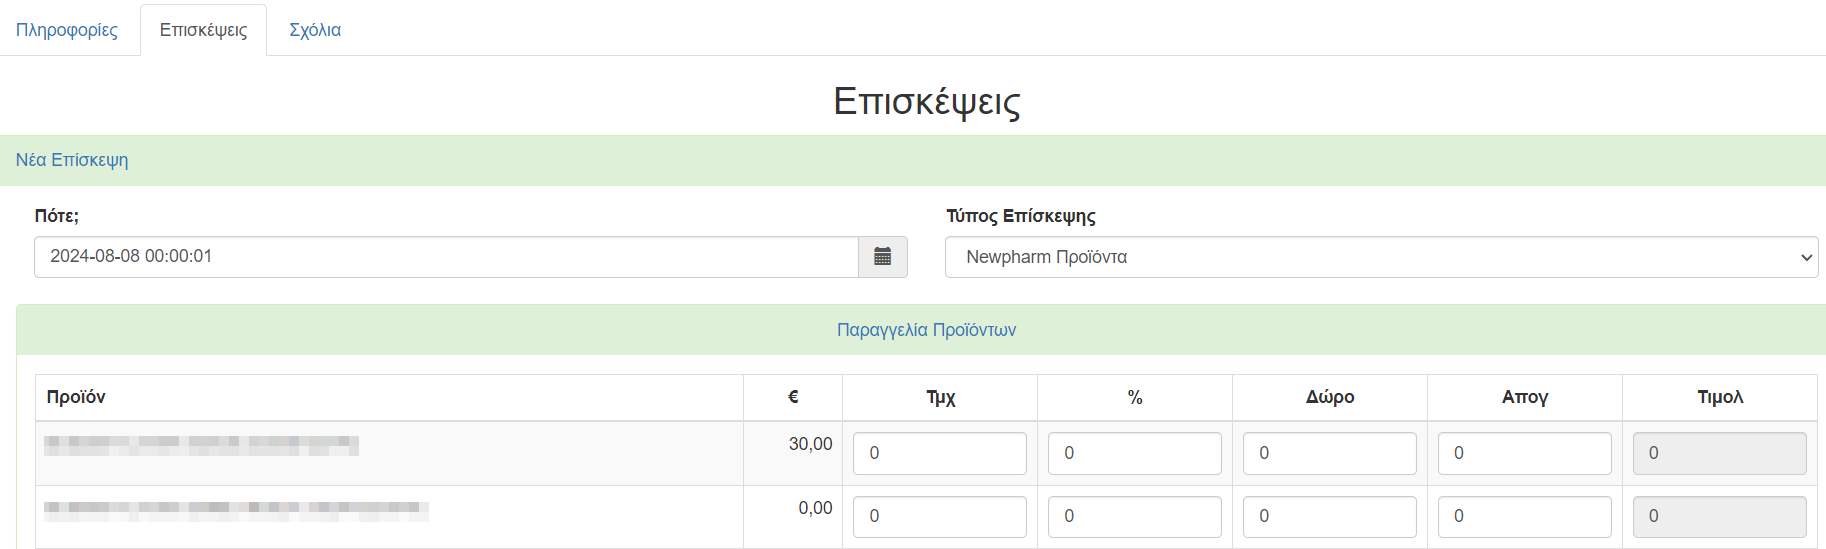 Πληροφορίες Επισκέψεις Σχόλια
Επισκέψεις
Νέα Επίσκεψη
Πότε; Τύπος Επίσκεψης
2024-08-08 00:00:01 Newpharm Προϊόντα
Παραγγελία Προϊόντων
Προϊόν € Τμχ % Δώρο Απογ Τιμολ
30,00 0 0 0 0 0
0,00 0 0 0 0 0